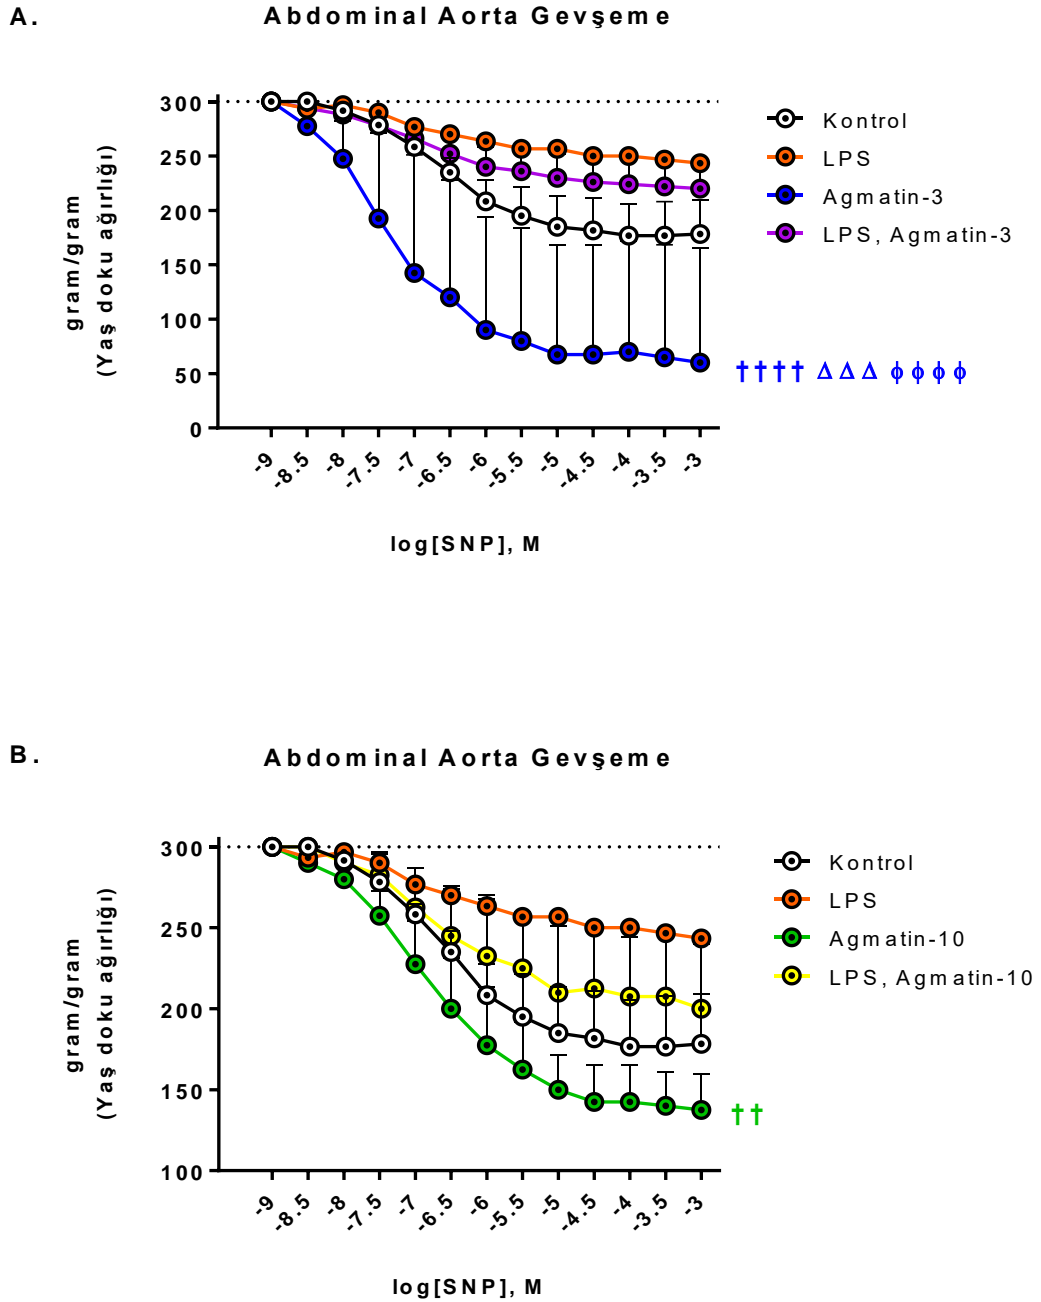 A.
Abdominal Aorta Gevşeme
300
250
200
150
100
50
0
gram/gram
(Yaş doku ağırlığı)
-9
-8.5
-8
-7.5
-7
-6.5
-6
-5.5
-5
-4.5
-4
-3.5
-3
log[SNP], M
Kontrol
LPS
Agmatin-3
LPS, Agmatin-3
†††† ΔΔΔ ϕϕϕϕ
B.
Abdominal Aorta Gevşeme
300
250
200
150
100
gram/gram
(Yaş doku ağırlığı)
-9
-8.5
-8
-7.5
-7
-6.5
-6
-5.5
-5
-4.5
-4
-3.5
-3
log[SNP], M
Kontrol
LPS
Agmatin-10
LPS, Agmatin-10
††